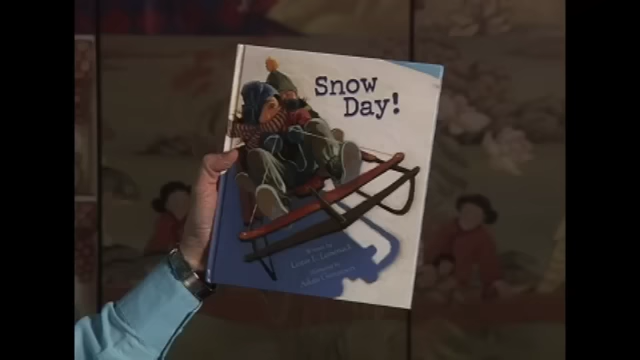 Snow
Day!
Written by
Lester L. Laminack
Illustrated by
Adam Gustavson